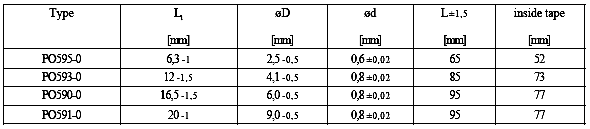 Type L₁ øD ød L±1,5 inside tape
[mm] [mm] [mm] [mm] [mm]
PO595-0 6,3 -1 2,5 -0,5 0,6 ±0,02 65 52
PO593-0 12 -1,5 4,1 -0,5 0,8 ±0,02 85 73
PO590-0 16,5 -1,5 6,0 -0,5 0,8 ±0,02 95 77
PO591-0 20 -1 9,0 -0,5 0,8 ±0,02 95 77